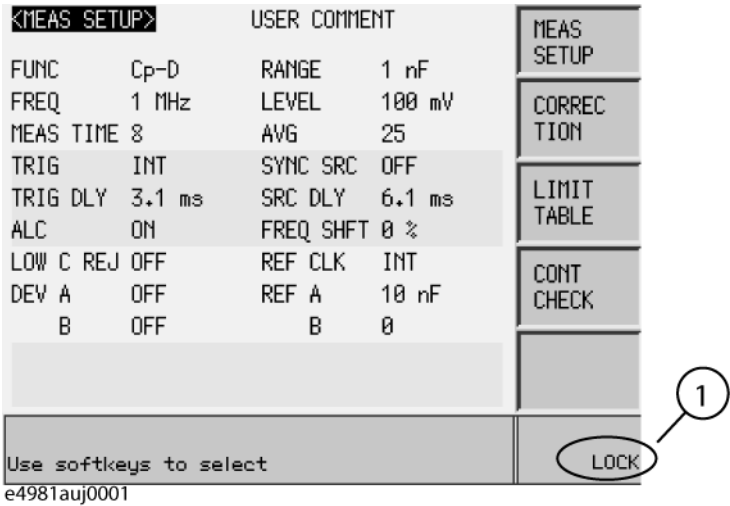 <MEAS SETUP> USER COMMENT
FUNC Cp-D RANGE 1 nF
FREQ 1 MHz LEVEL 100 mV
MEAS TIME 8 AVG 25
TRIG INT SYNC SRC OFF
TRIG DLY 3.1 ms SRC DLY 6.1 ms
ALC ON FREQ SHFT 0 %
LOW C REJ OFF REF CLK INT
DEV A OFF REF A 10 nF
B OFF B 0
MEAS
SETUP
CORREC
TION
LIMIT
TABLE
CONT
CHECK
1
Use softkeys to select LOCK
e4981auj0001